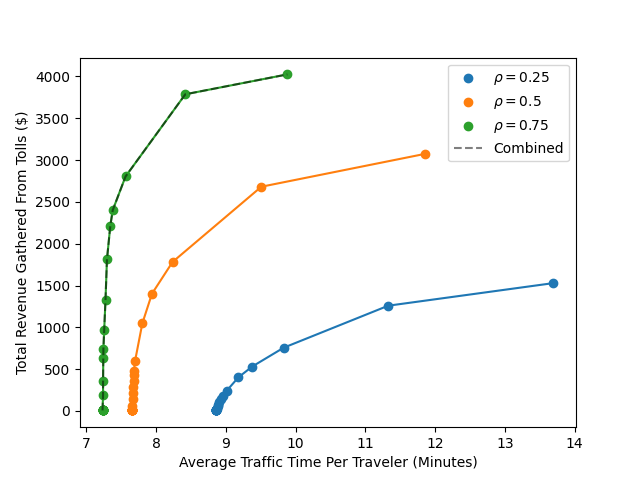 4000
3500
3000
2500
2000
1500
1000
500
0
7
8
9
10
11
12
13
14
Total Revenue Gathered From Tolls ($)
Average Traffic Time Per Traveler (Minutes)
ρ = 0.25
ρ = 0.5
ρ = 0.75
Combined